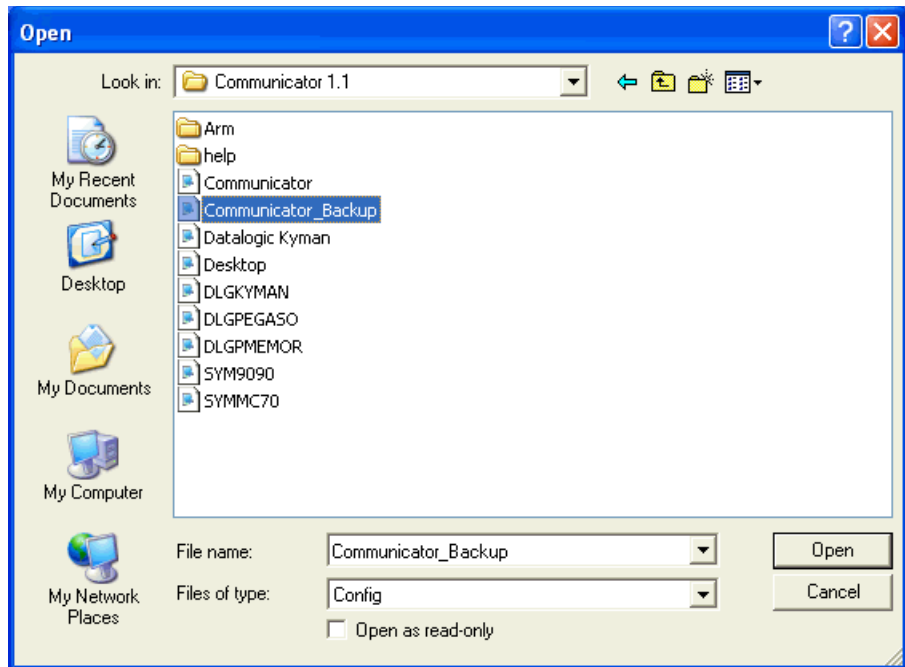 Open
Look in:
Communicator 1.1
My Recent
Documents
Desktop
My Documents
My Computer
My Network
Places
Arm
help
Communicator
Communicator_Backup
Datalogic Kyman
Desktop
DLGKYMAN
DLGPEGASO
DLGPMEMOR
SYM9090
SYMMC70
File name:
Communicator_Backup
Open
Files of type:
Config
Cancel
Open as read-only